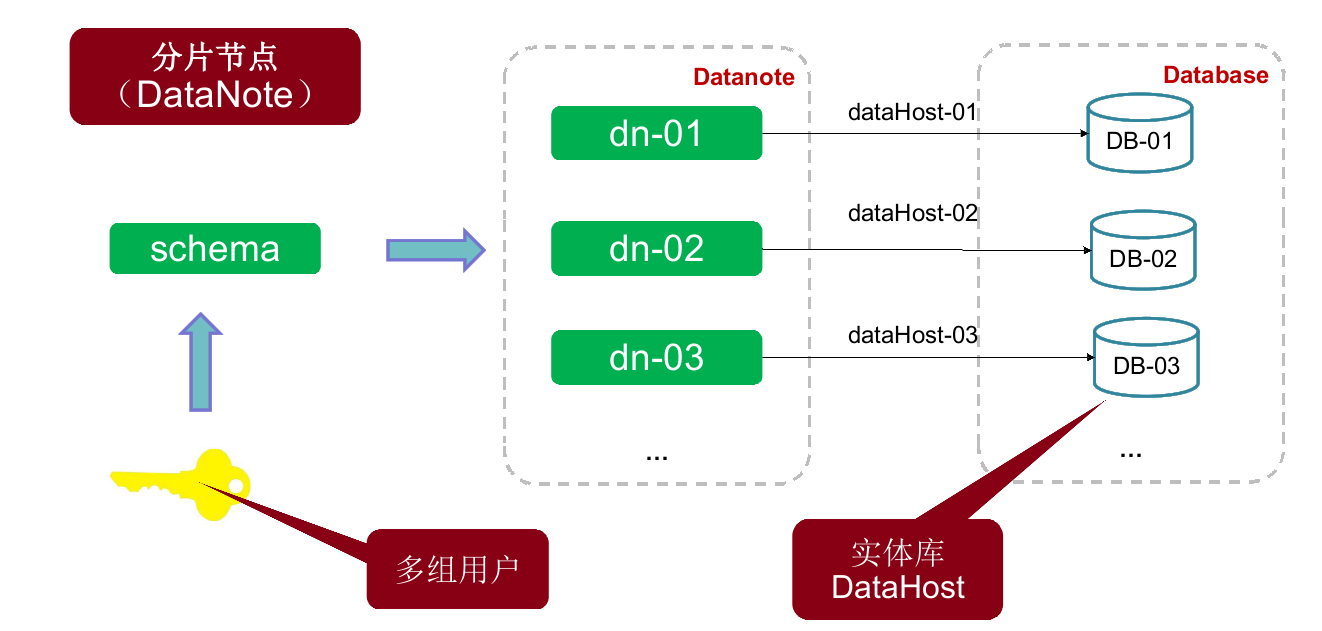 分片节点
（DataNote）
Datanote
Database
dn-01
dataHost-01
DB-01
schema
dn-02
dataHost-02
DB-02
dn-03
dataHost-03
DB-03
...
...
多组用户
实体库
DataHost